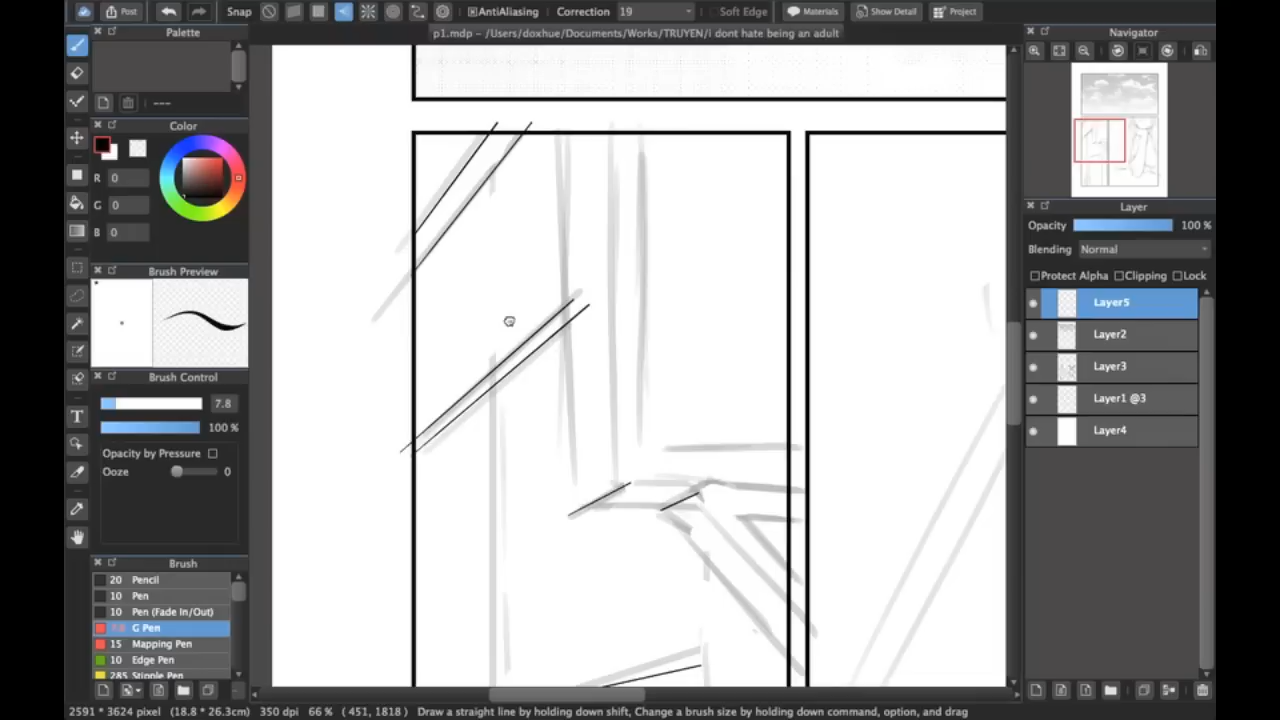 Post
Snap
AntiAliasing
Correction
19
Soft Edge
Materials
Show Detail
Project
p1.mdp - /Users/doxhue/Documents/Works/TRUYEN/i dont hate being an adult
Palette
---
Color
R 0
G 0
B 0
Brush Preview
Brush Control
7.8
100 %
Opacity by Pressure
Ooze 0
Brush
20 Pencil
10 Pen
10 Pen (Fade In/Out)
7.8 G Pen
15 Mapping Pen
10 Edge Pen
285 Stipple Pen
T
Navigator
Layer
Opacity 100 %
Blending Normal
Protect Alpha Clipping Lock
Layer5
Layer2
Layer3
Layer1 @3
Layer4
2591 * 3624 pixel (18.8 * 26.3cm) 350 dpi 66 % ( 451, 1818 ) Draw a straight line by holding down shift, Change a brush size by holding down command, option, and drag